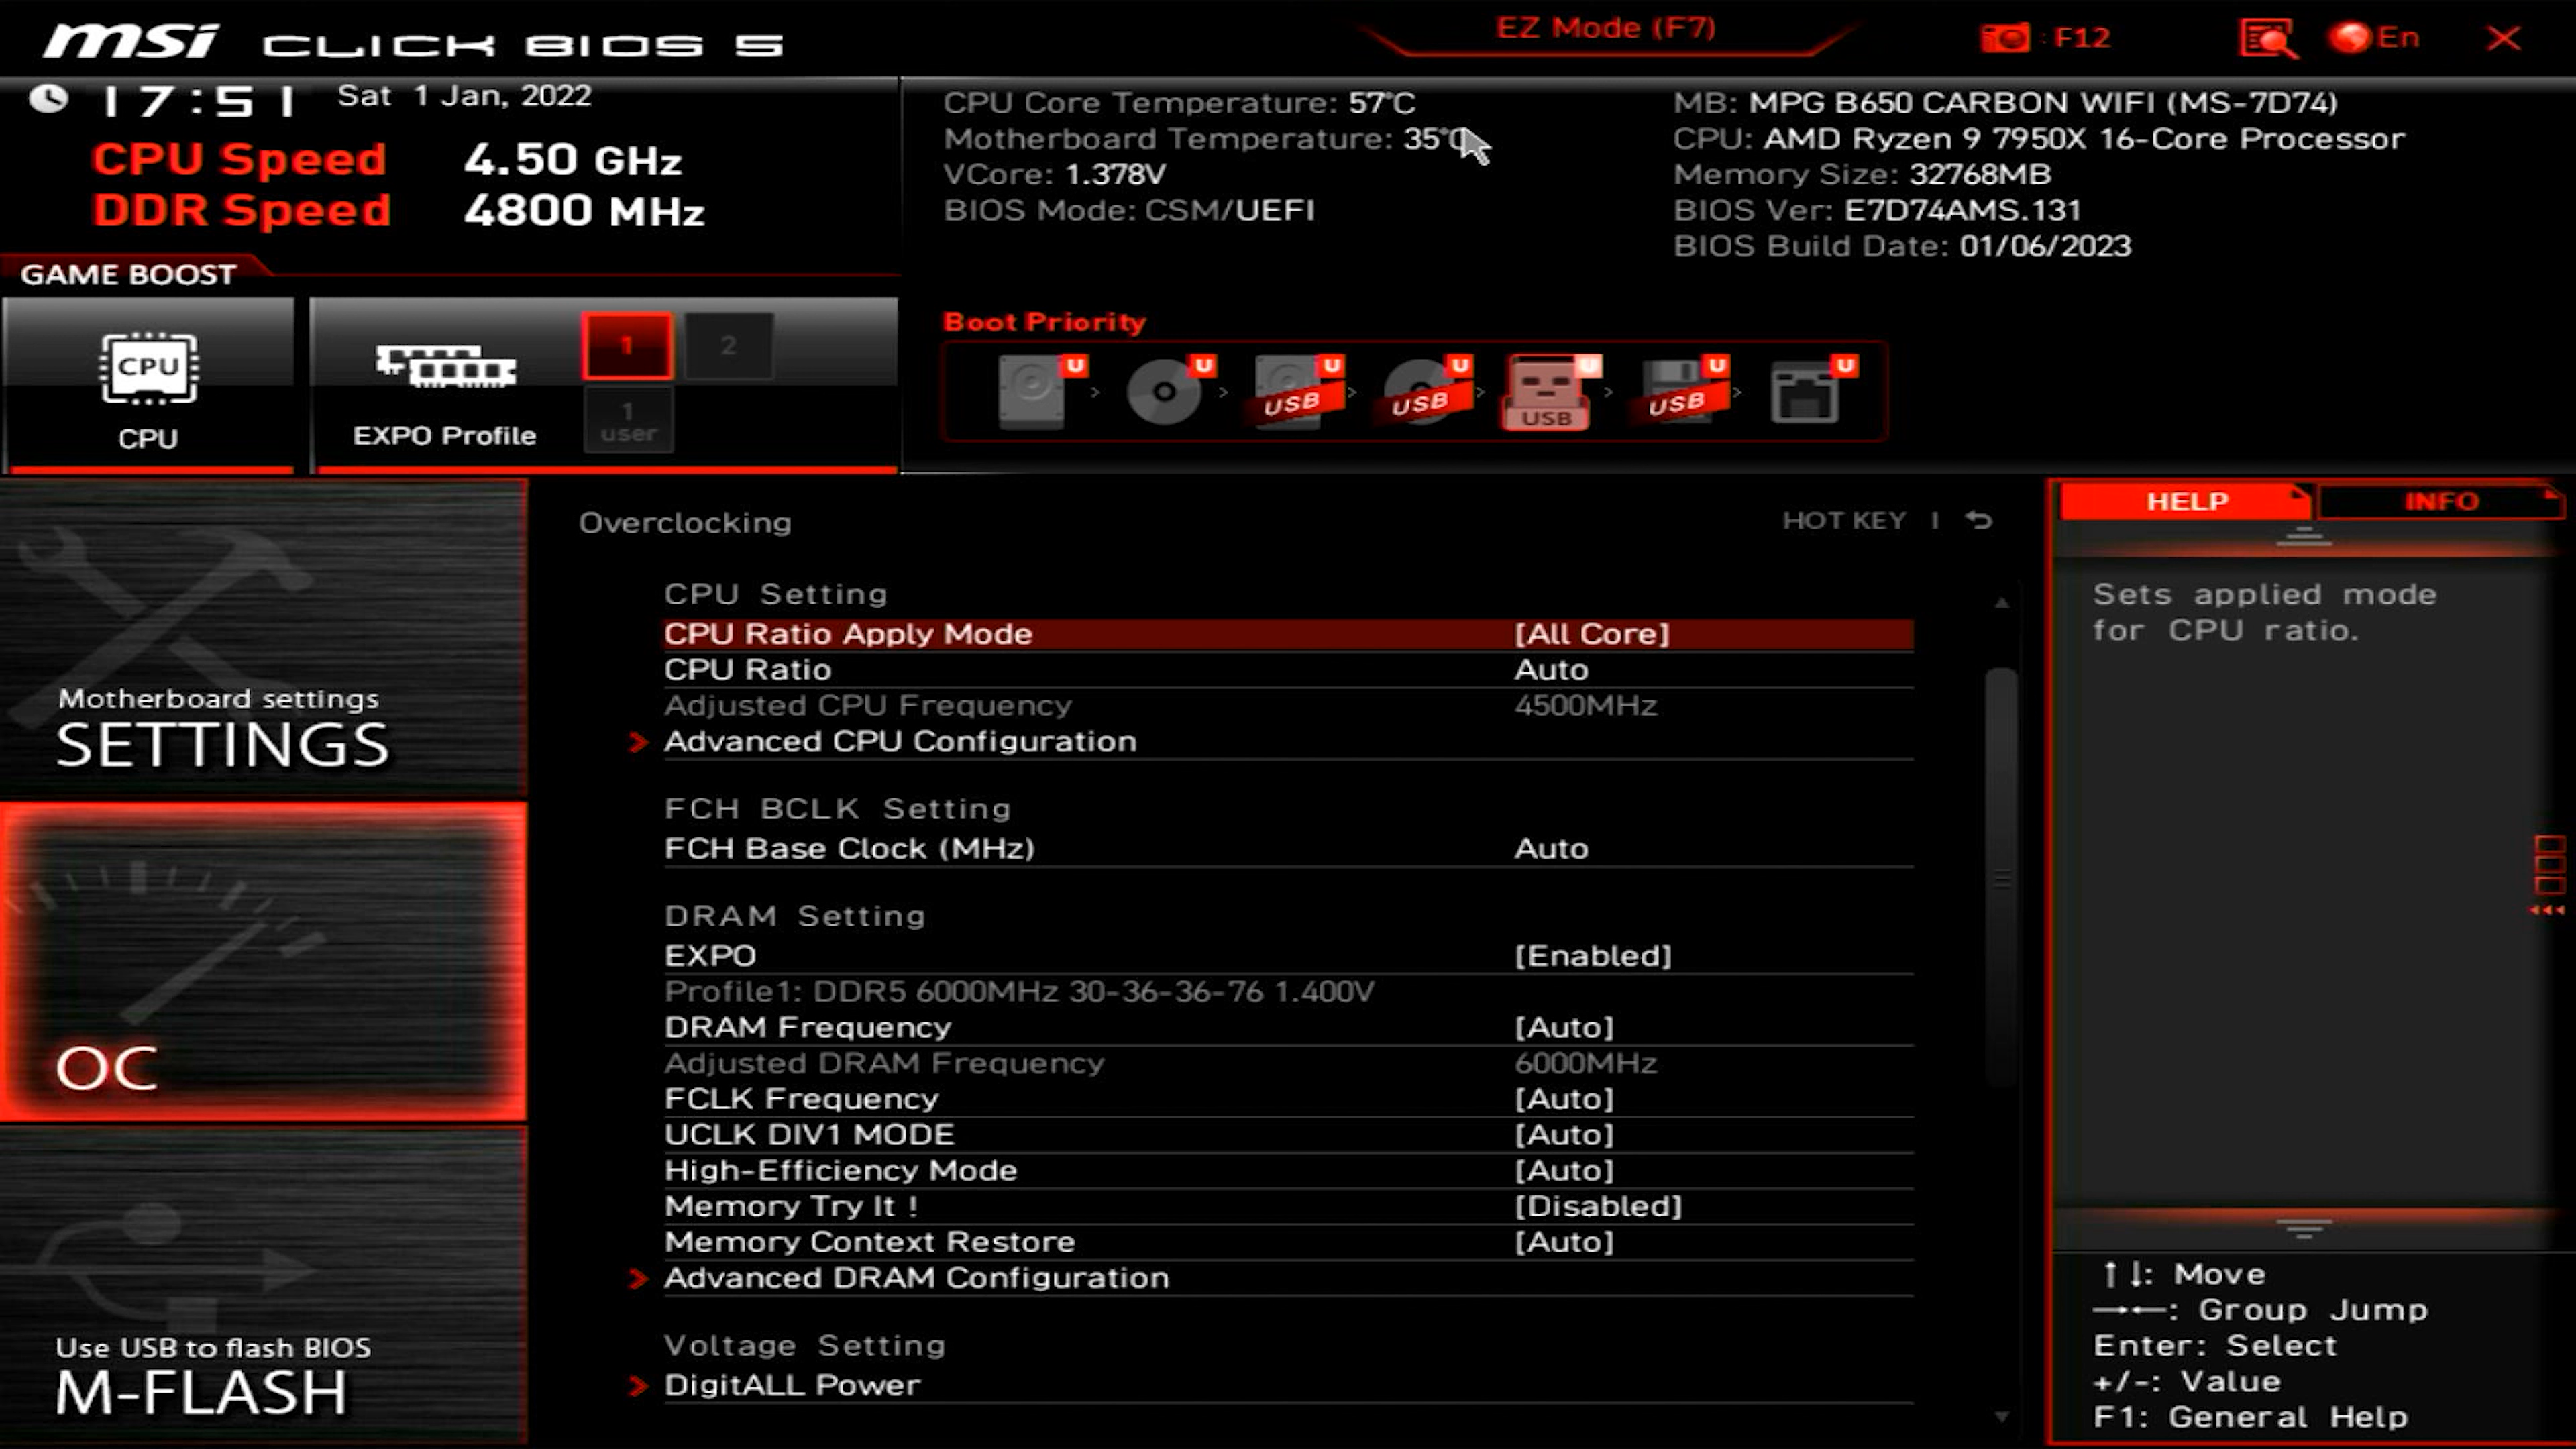 msi CLICK BIOS 5
EZ Mode (F7)
: F12
En
17:51 Sat 1 Jan, 2022
CPU Speed 4.50 GHz
DDR Speed 4800 MHz
CPU Core Temperature: 57°C
Motherboard Temperature: 35°C
VCore: 1.378V
BIOS Mode: CSM/UEFI
MB: MPG B650 CARBON WIFI (MS-7D74)
CPU: AMD Ryzen 9 7950X 16-Core Processor
Memory Size: 32768MB
BIOS Ver: E7D74AMS.131
BIOS Build Date: 01/06/2023
GAME BOOST
CPU
CPU
EXPO Profile
1 2
1
user
Boot Priority
U U U U U U U
USB USB USB USB
Motherboard settings
SETTINGS
OC
Use USB to flash BIOS
M-FLASH
Overclocking
HOT KEY |
CPU Setting
CPU Ratio Apply Mode [All Core]
CPU Ratio Auto
Adjusted CPU Frequency 4500MHz
> Advanced CPU Configuration
FCH BCLK Setting
FCH Base Clock (MHz) Auto
DRAM Setting
EXPO [Enabled]
Profile1: DDR5 6000MHz 30-36-36-76 1.400V
DRAM Frequency [Auto]
Adjusted DRAM Frequency 6000MHz
FCLK Frequency [Auto]
UCLK DIV1 MODE [Auto]
High-Efficiency Mode [Auto]
Memory Try It ! [Disabled]
Memory Context Restore [Auto]
> Advanced DRAM Configuration
Voltage Setting
> DigitALL Power
HELP
INFO
Sets applied mode
for CPU ratio.
↑↓: Move
→←: Group Jump
Enter: Select
+/-: Value
F1: General Help